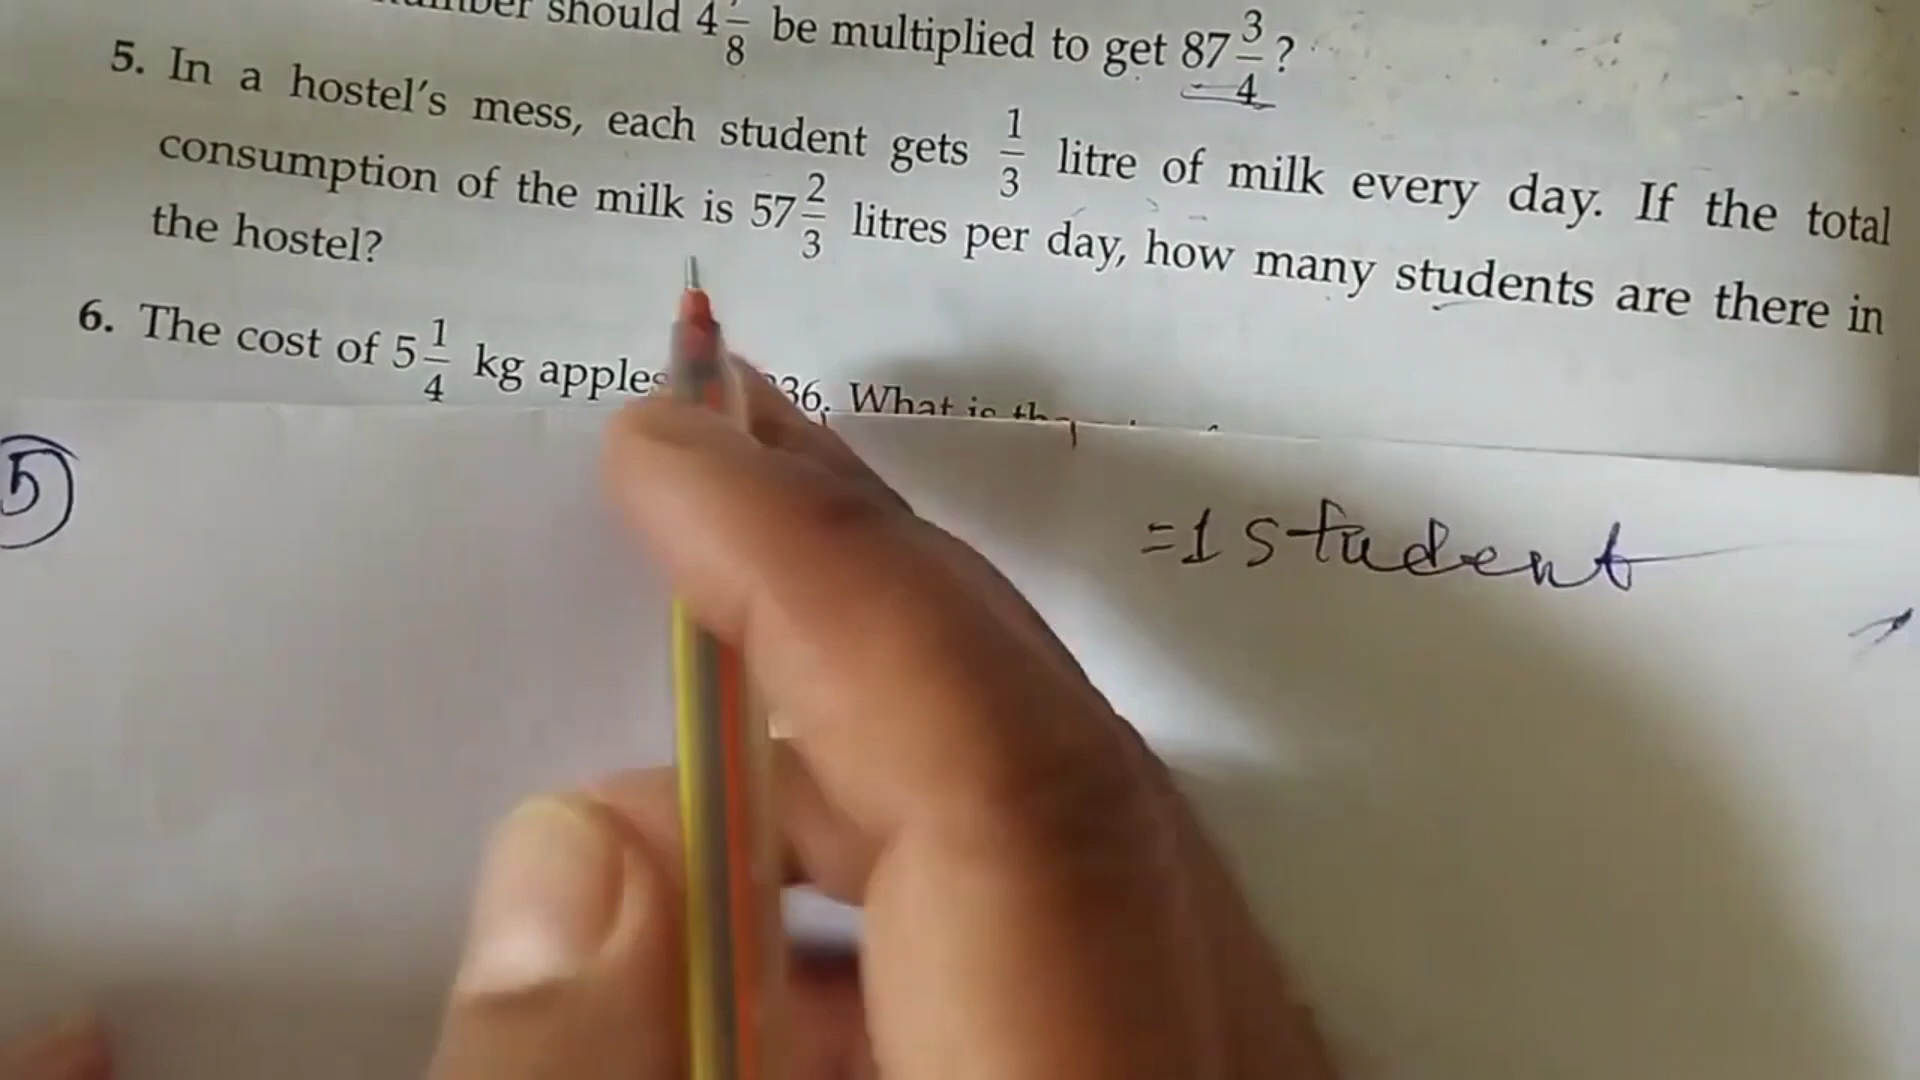 should 4 7/8 be multiplied to get 87 3/4 ?
5. In a hostel's mess, each student gets 1/3 litre of milk every day. If the total
consumption of the milk is 57 2/3 litres per day, how many students are there in
the hostel?
6. The cost of 5 1/4 kg apples 36. What is
5
=1 student